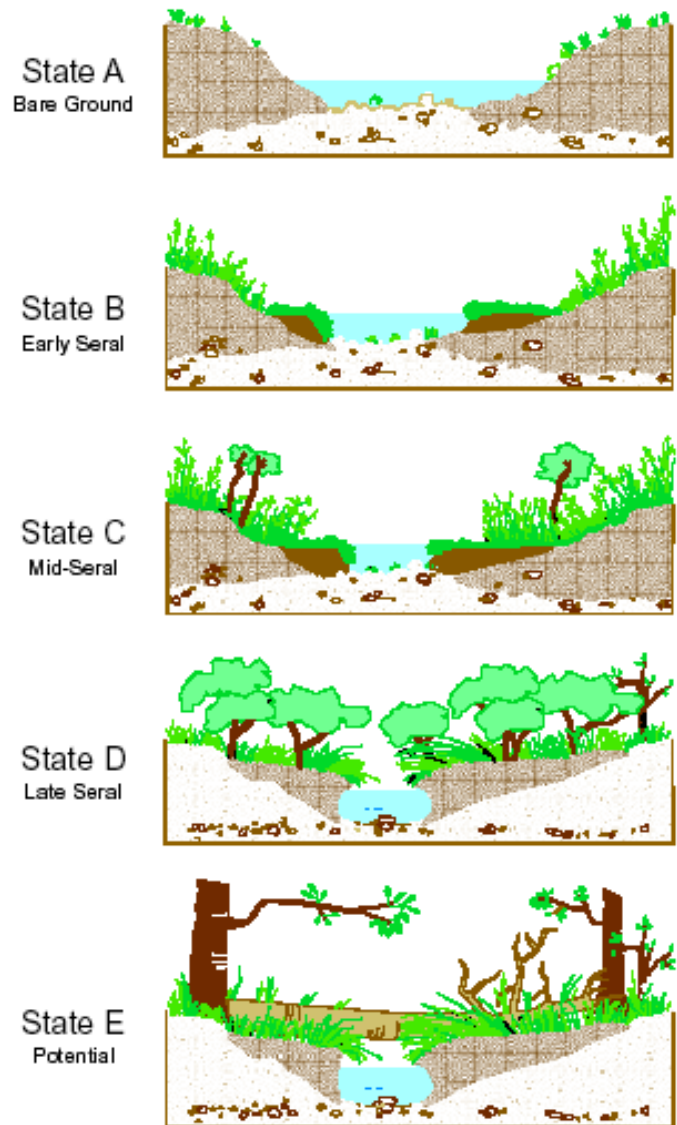 State A
Bare Ground
State B
Early Seral
State C
Mid-Seral
State D
Late Seral
State E
Potential